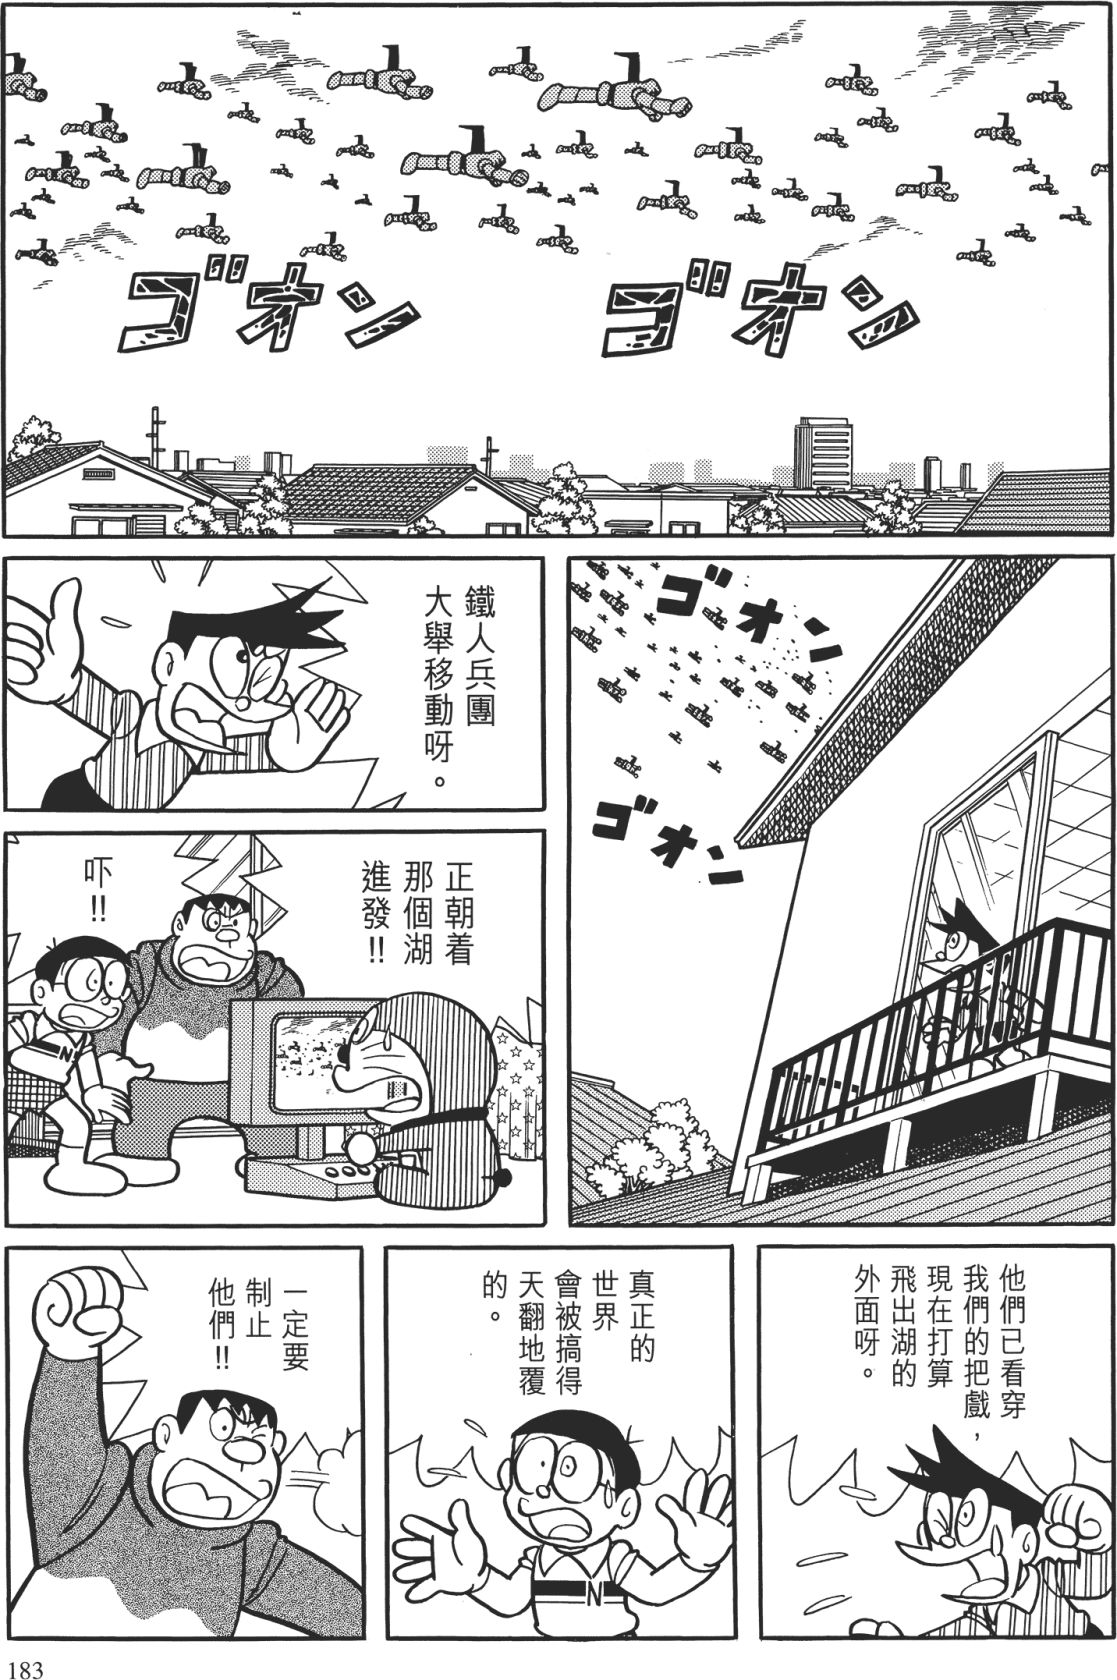 ゴオン
ゴオン
ゴオン
ゴオン
鐵人兵團
大舉移動呀。
正朝着
那個湖
進發!!
吓!!
他們已看穿
我們的把戲，
現在打算
飛出湖的
外面呀。
真正的
世界
會被搞得
天翻地覆
的。
一定要
制止
他們!!
N
N
183